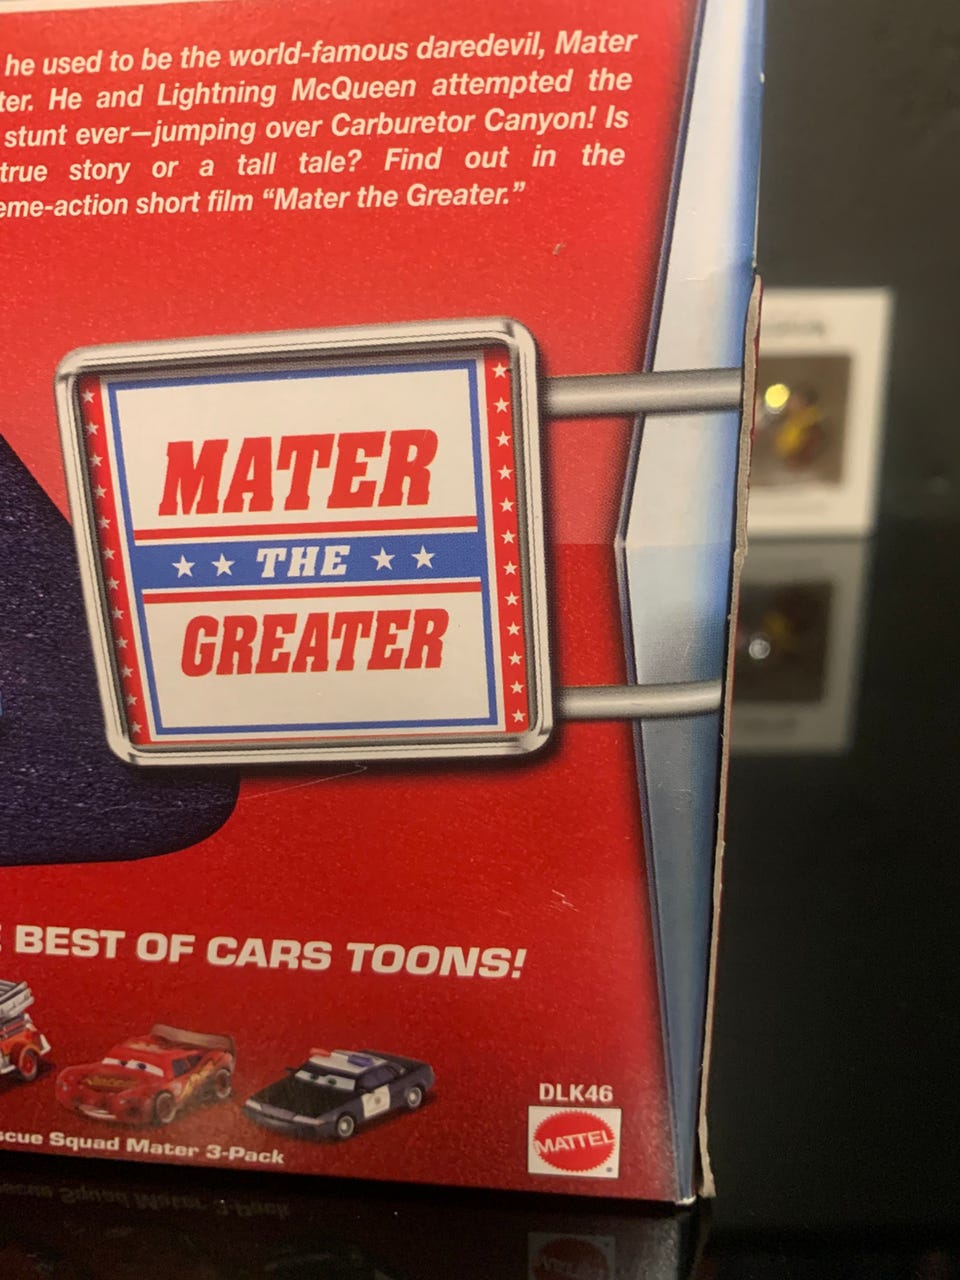 he used to be the world-famous daredevil, Mater
ter. He and Lightning McQueen attempted the
stunt ever—jumping over Carburetor Canyon! Is
true story or a tall tale? Find out in the
eme-action short film “Mater the Greater.”
MATER
THE
GREATER
BEST OF CARS TOONS!
DLK46
MATTEL
scue Squad Mater 3-Pack